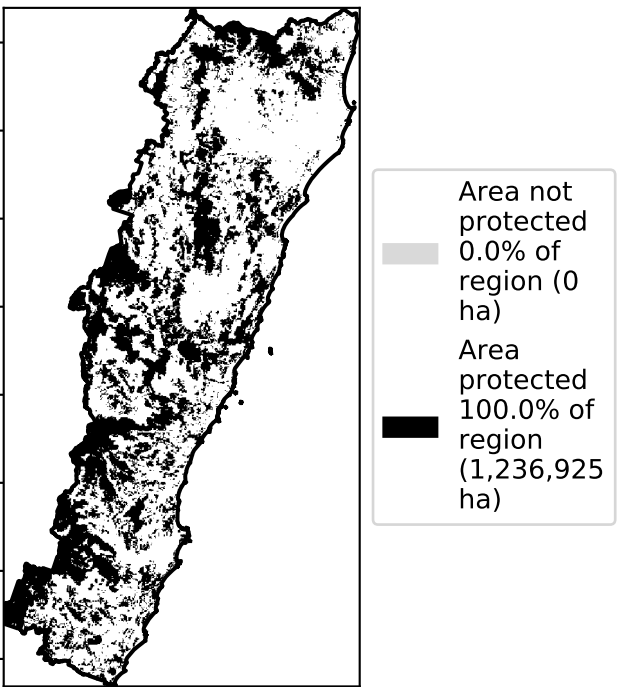 Area not
protected
0.0% of
region (0
ha)
Area
protected
100.0% of
region
(1,236,925
ha)